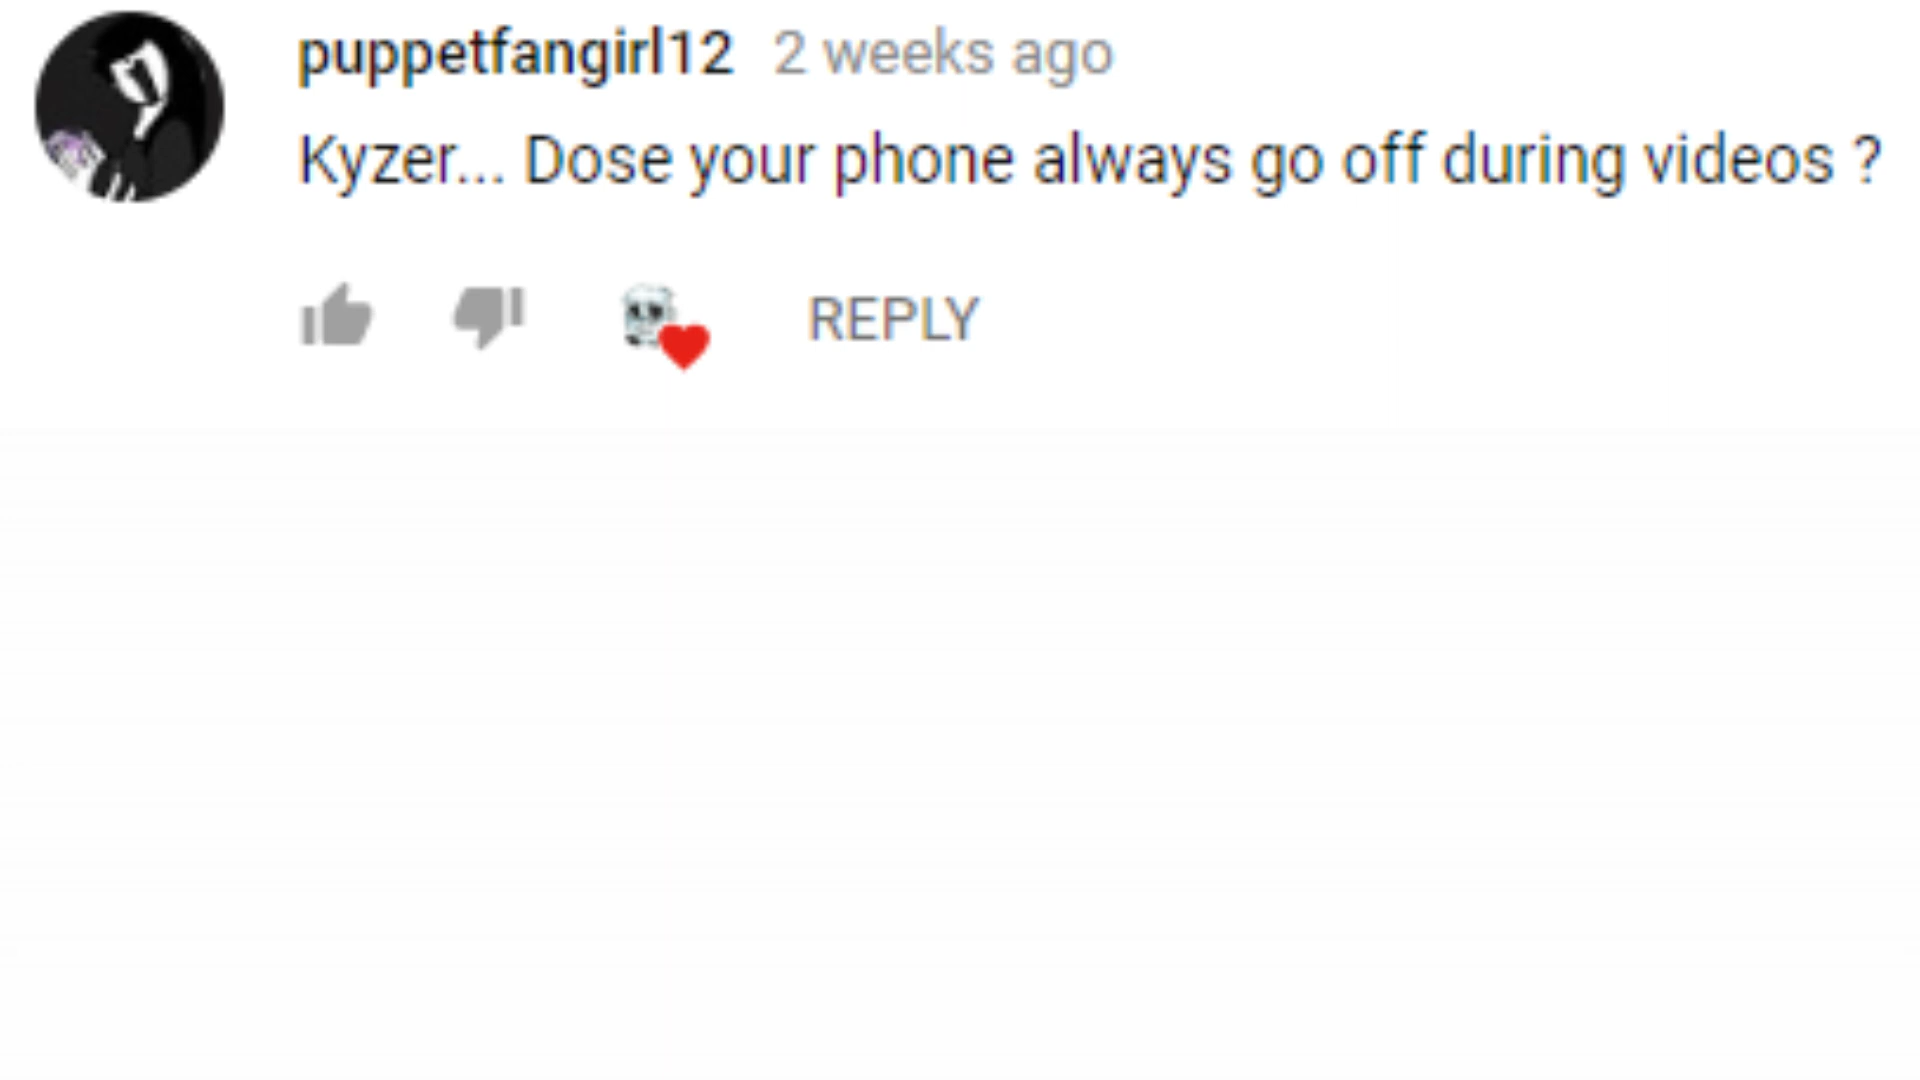 puppetfangirl12 2 weeks ago
Kyzer... Dose your phone always go off during videos ?
REPLY